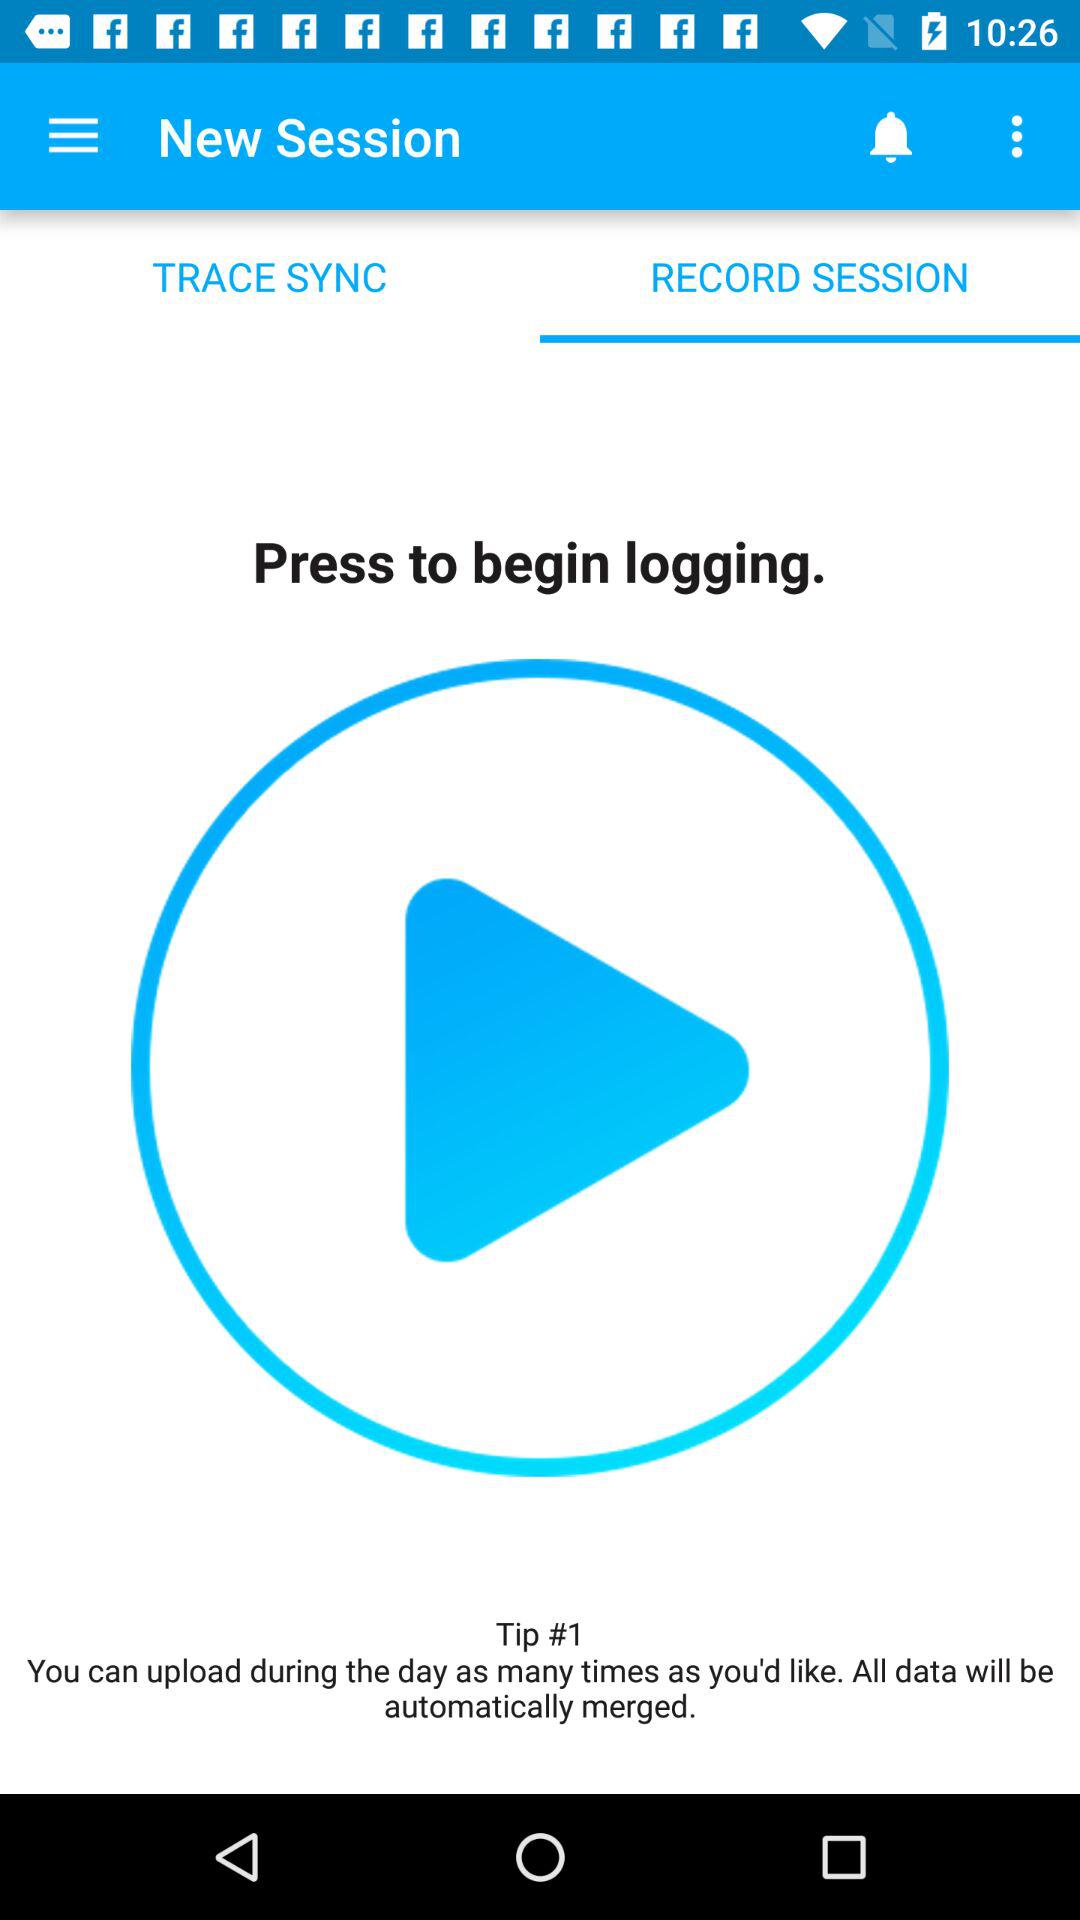 10:26
New Session
TRACE SYNC
RECORD SESSION
Press to begin logging.
Tip #1
You can upload during the day as many times as you'd like. All data will be
automatically merged.